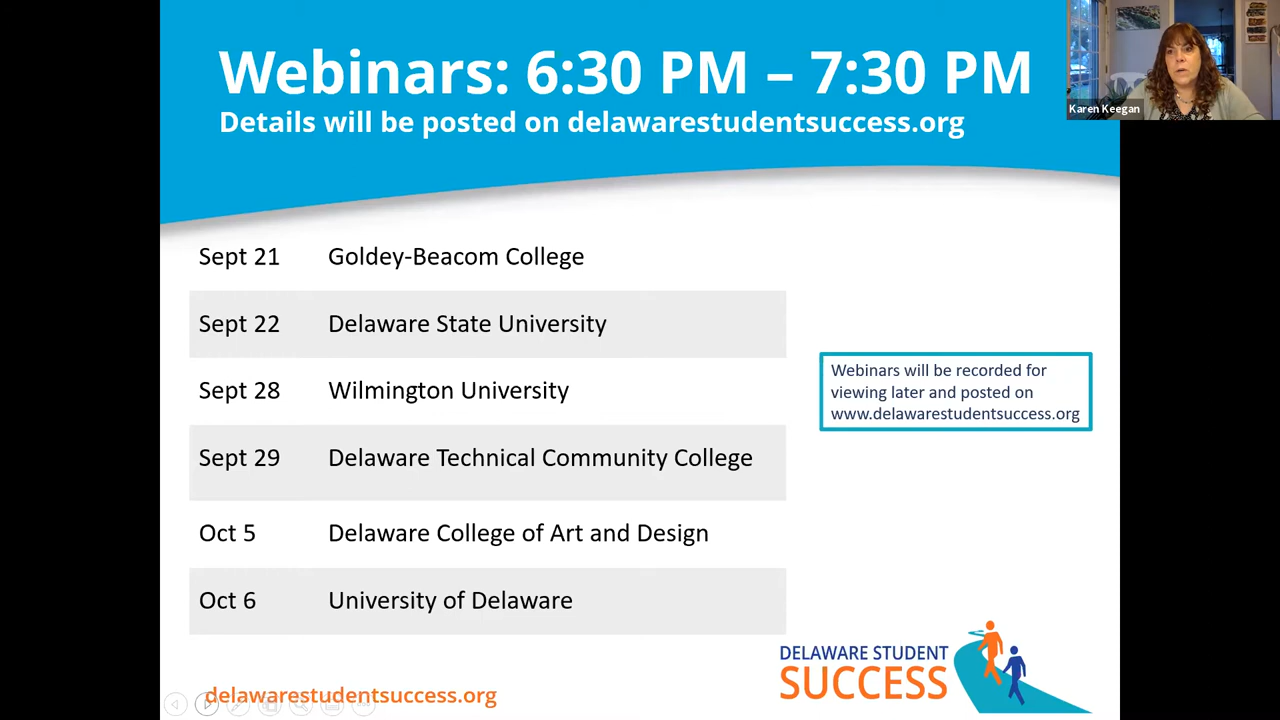 Webinars: 6:30 PM – 7:30 PM
Details will be posted on delawarestudentsuccess.org
Karen Keegan
Sept 21 Goldey-Beacom College
Sept 22 Delaware State University
Sept 28 Wilmington University
Sept 29 Delaware Technical Community College
Oct 5 Delaware College of Art and Design
Oct 6 University of Delaware
Webinars will be recorded for
viewing later and posted on
www.delawarestudentsuccess.org
DELAWARE STUDENT
SUCCESS
delawarestudentsuccess.org